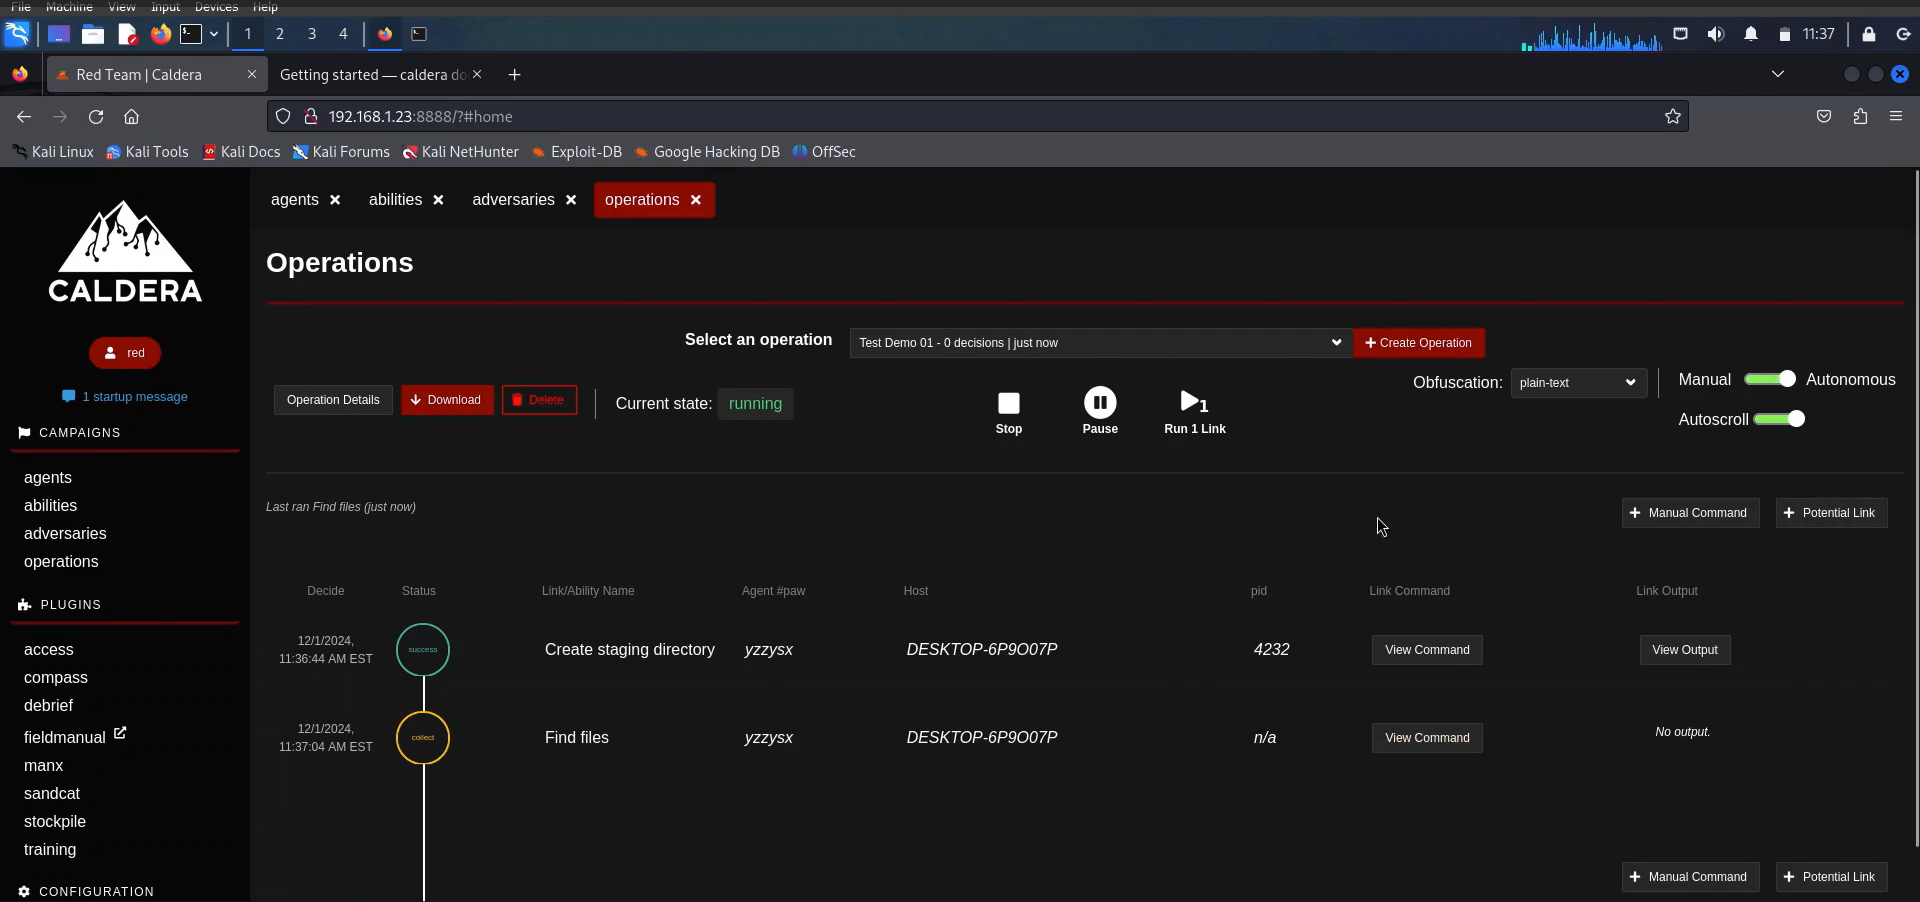 File Machine View Input Devices Help
1 2 3 4 11:37
Red Team | Caldera
Getting started — caldera do
192.168.1.23:8888/?#home
Kali Linux Kali Tools Kali Docs Kali Forums Kali NetHunter Exploit-DB Google Hacking DB OffSec
CALDERA
red
1 startup message
CAMPAIGNS
agents
abilities
adversaries
operations
PLUGINS
access
compass
debrief
fieldmanual
manx
sandcat
stockpile
training
CONFIGURATION
agents abilities adversaries operations
Operations
Select an operation Test Demo 01 - 0 decisions | just now Create Operation
Operation Details Download Delete Current state: running
Stop Pause 1 Run 1 Link
Obfuscation: plain-text Manual Autonomous
Autoscroll
Last ran Find files (just now) Manual Command Potential Link
Decide Status Link/Ability Name Agent #paw Host pid Link Command Link Output
12/1/2024,
11:36:44 AM EST success Create staging directory yzzysx DESKTOP-6P9O07P 4232 View Command View Output
12/1/2024,
11:37:04 AM EST collect Find files yzzysx DESKTOP-6P9O07P n/a View Command No output.
Manual Command Potential Link